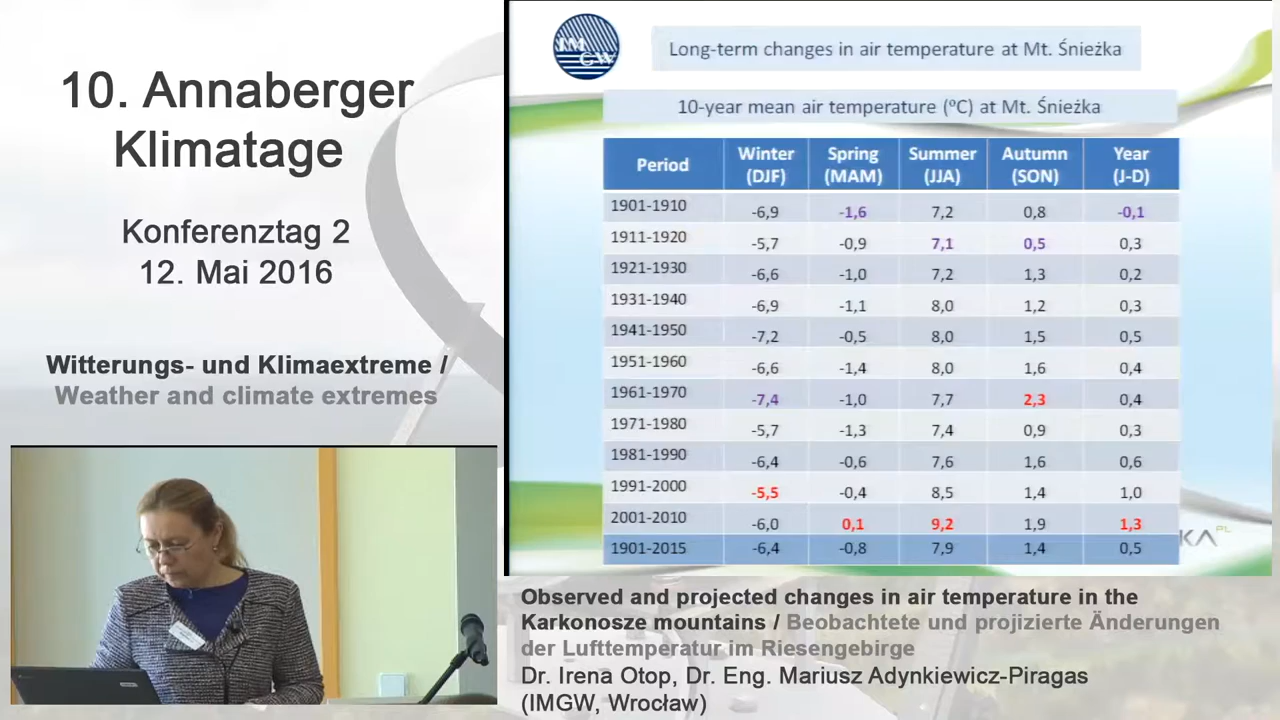 10. Annaberger
Klimatage
Konferenztag 2
12. Mai 2016
Witterungs- und Klimaextreme /
Weather and climate extremes
IM
GW
Long-term changes in air temperature at Mt. Śnieżka
10-year mean air temperature (ºC) at Mt. Śnieżka
Period Winter (DJF) Spring (MAM) Summer (JJA) Autumn (SON) Year (J-D)
1901-1910 -6,9 -1,6 7,2 0,8 -0,1
1911-1920 -5,7 -0,9 7,1 0,5 0,3
1921-1930 -6,6 -1,0 7,2 1,3 0,2
1931-1940 -6,9 -1,1 8,0 1,2 0,3
1941-1950 -7,2 -0,5 8,0 1,5 0,5
1951-1960 -6,6 -1,4 8,0 1,6 0,4
1961-1970 -7,4 -1,0 7,7 2,3 0,4
1971-1980 -5,7 -1,3 7,4 0,9 0,3
1981-1990 -6,4 -0,6 7,6 1,6 0,6
1991-2000 -5,5 -0,4 8,5 1,4 1,0
2001-2010 -6,0 0,1 9,2 1,9 1,3
1901-2015 -6,4 -0,8 7,9 1,4 0,5
Observed and projected changes in air temperature in the
Karkonosze mountains / Beobachtete und projizierte Änderungen
der Lufttemperatur im Riesengebirge
Dr. Irena Otop, Dr. Eng. Mariusz Adynkiewicz-Piragas
(IMGW, Wrocław)